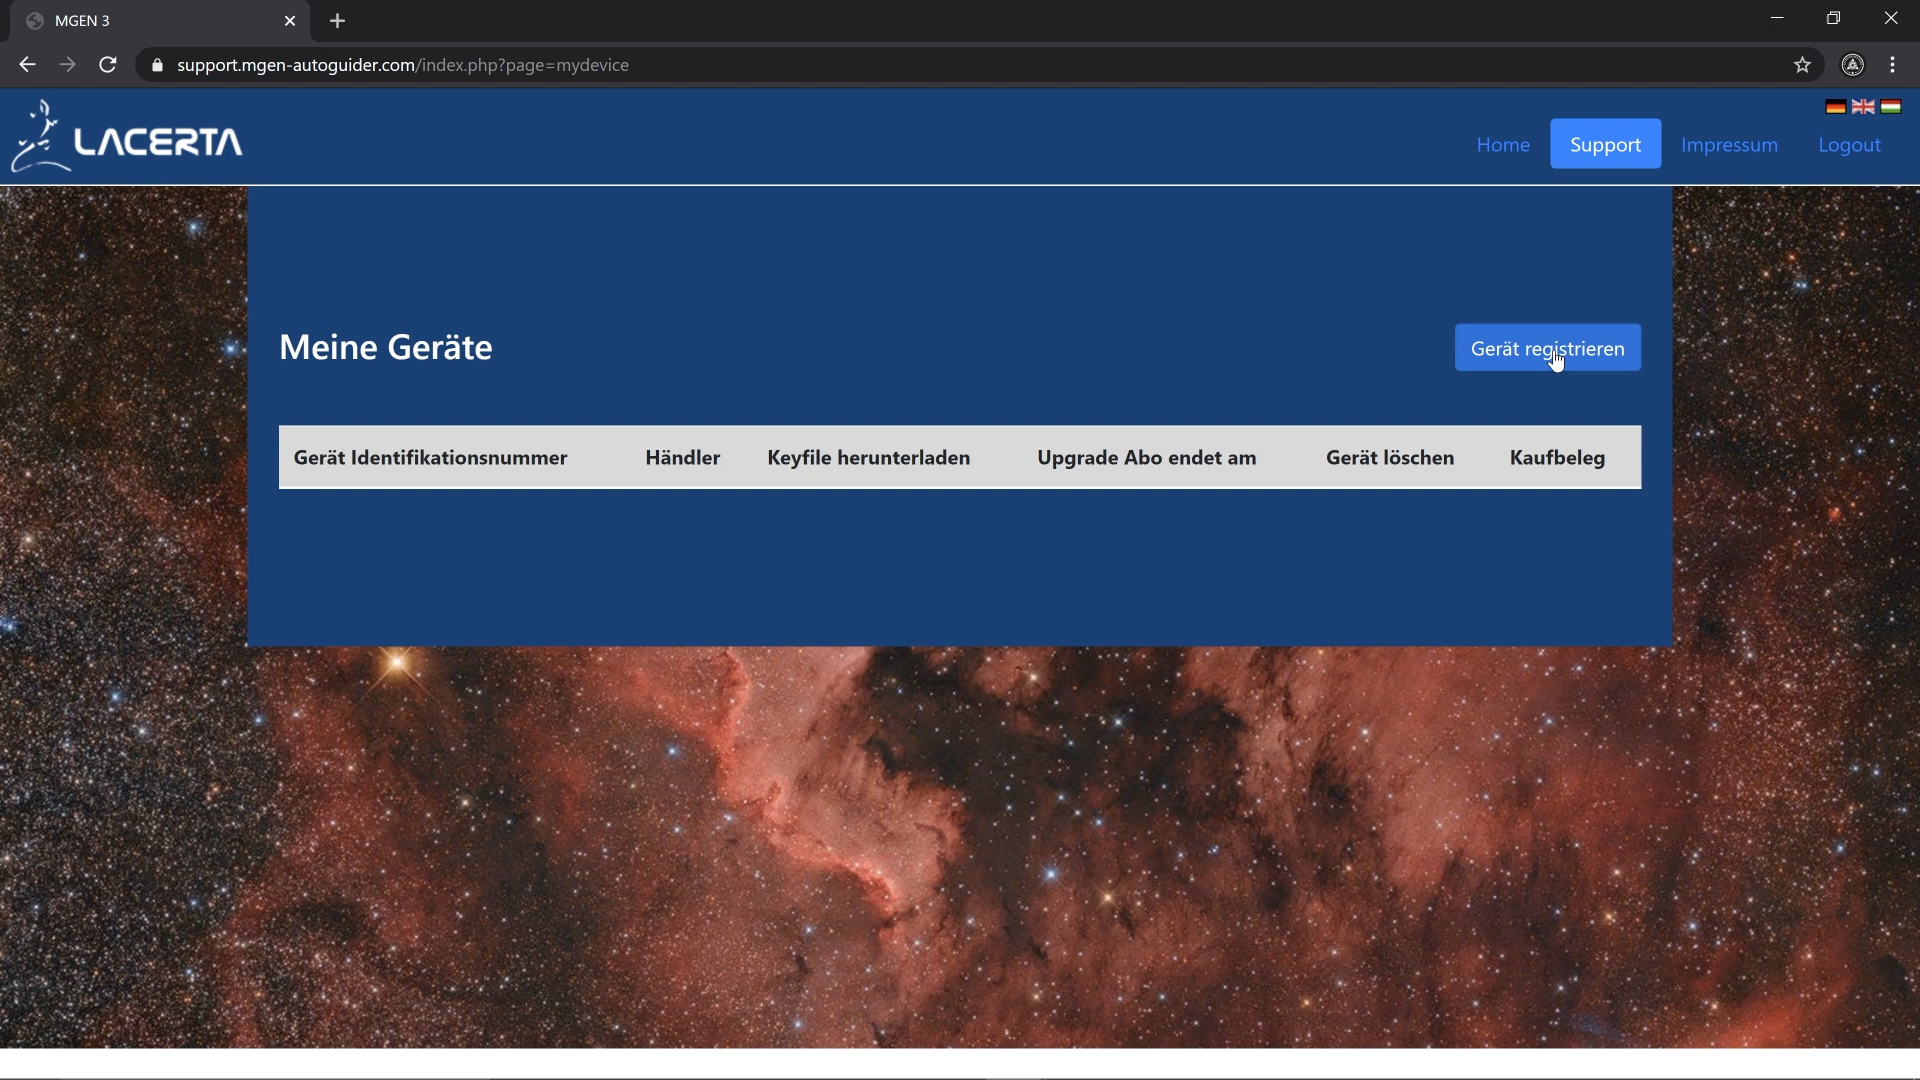 MGEN 3
support.mgen-autoguider.com/index.php?page=mydevice
LACERTA
Home Support Impressum Logout
Meine Geräte
Gerät registrieren
Gerät Identifikationsnummer Händler Keyfile herunterladen Upgrade Abo endet am Gerät löschen Kaufbeleg